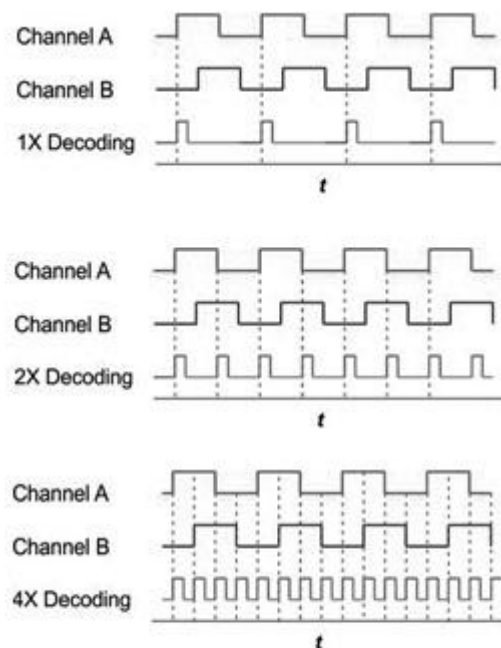 Channel A
Channel B
1X Decoding
t
Channel A
Channel B
2X Decoding
t
Channel A
Channel B
4X Decoding
t